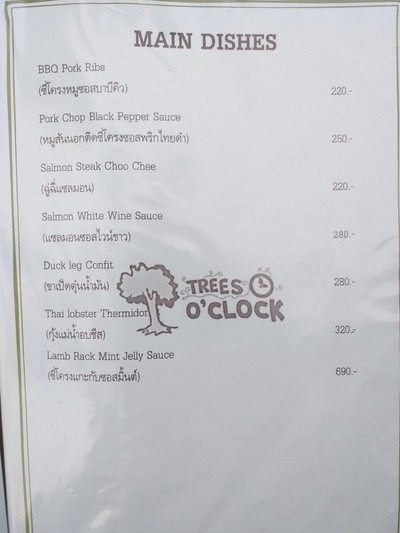 MAIN DISHES
BBQ Pork Ribs
(ซี่โครงหมูซอสบาบีคิว) 220.-
Pork Chop Black Pepper Sauce
(หมูสันนอกติดซี่โครงซอสพริกไทยดำ) 250.-
Salmon Steak Choo Chee
(ฉู่ฉี่แซลมอน) 220.-
Salmon White Wine Sauce
(แซลมอนซอสไวน์ขาว) 280.-
Duck leg Confit
(ขาเป็ดตุ๋นน้ำมัน) 280.-
TREES
O'CLOCK
Thai lobster Thermidor
(กุ้งแม่น้ำอบชีส) 320.-
Lamb Rack Mint Jelly Sauce
(ซี่โครงแกะกับซอสมิ้นต์) 690.-